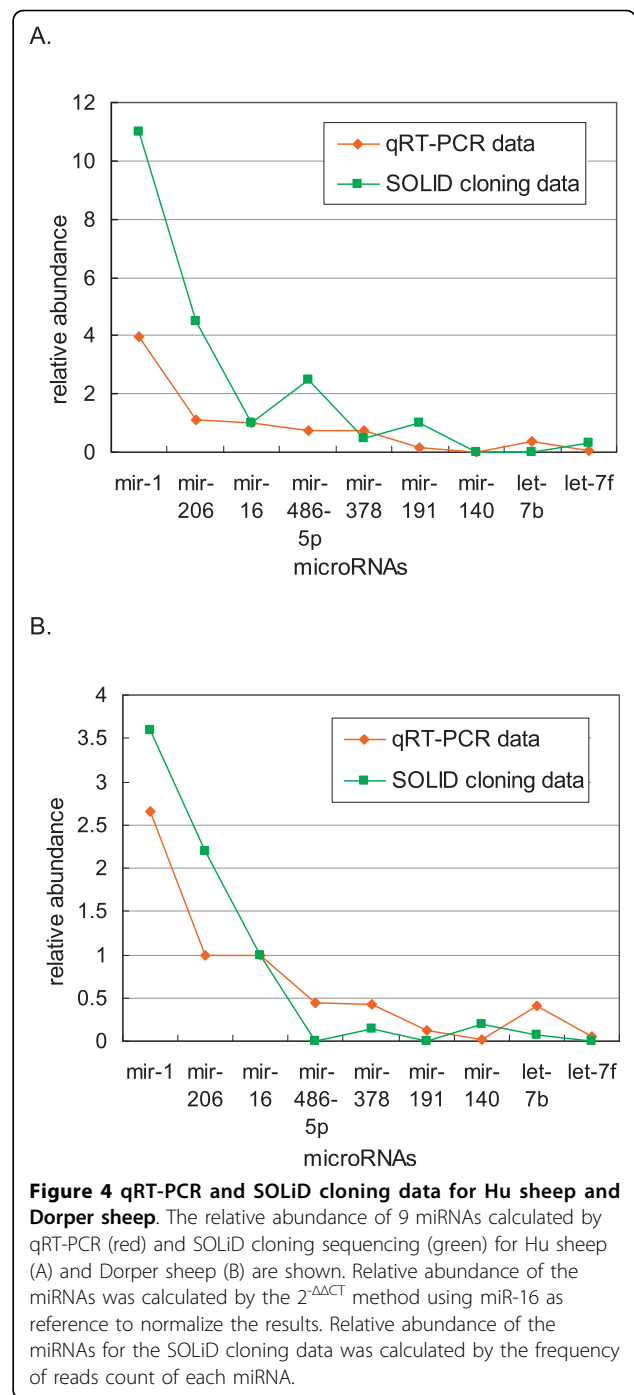 A.
12
10
8
6
4
2
0
relative abundance
qRT-PCR data
SOLID cloning data
mir-1 mir-206 mir-16 mir-486-5p mir-378 mir-191 mir-140 let-7b let-7f
microRNAs
B.
4
3.5
3
2.5
2
1.5
1
0.5
0
relative abundance
qRT-PCR data
SOLID cloning data
mir-1 mir-206 mir-16 mir-486-5p mir-378 mir-191 mir-140 let-7b let-7f
microRNAs
Figure 4 qRT-PCR and SOLiD cloning data for Hu sheep and
Dorper sheep. The relative abundance of 9 miRNAs calculated by
qRT-PCR (red) and SOLiD cloning sequencing (green) for Hu sheep
(A) and Dorper sheep (B) are shown. Relative abundance of the
miRNAs was calculated by the 2-ΔΔCT method using miR-16 as
reference to normalize the results. Relative abundance of the
miRNAs for the SOLiD cloning data was calculated by the frequency
of reads count of each miRNA.